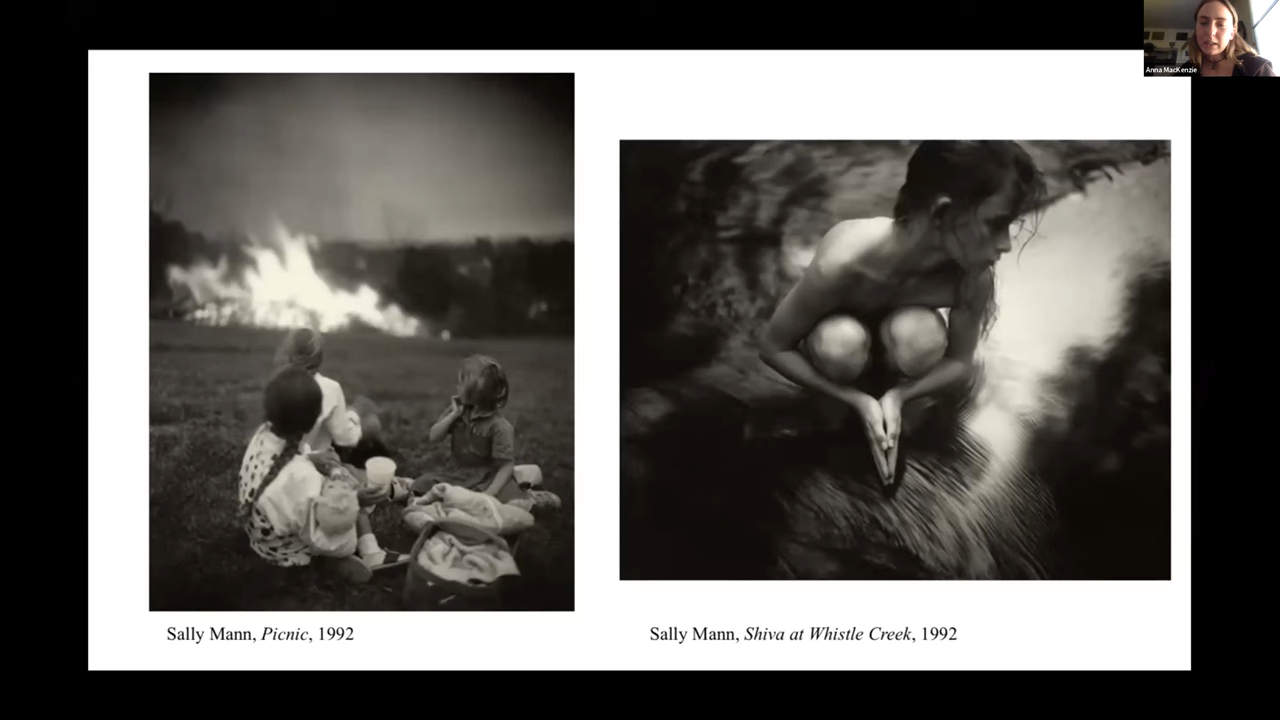 Anna MacKenzie
Sally Mann, Picnic, 1992
Sally Mann, Shiva at Whistle Creek, 1992